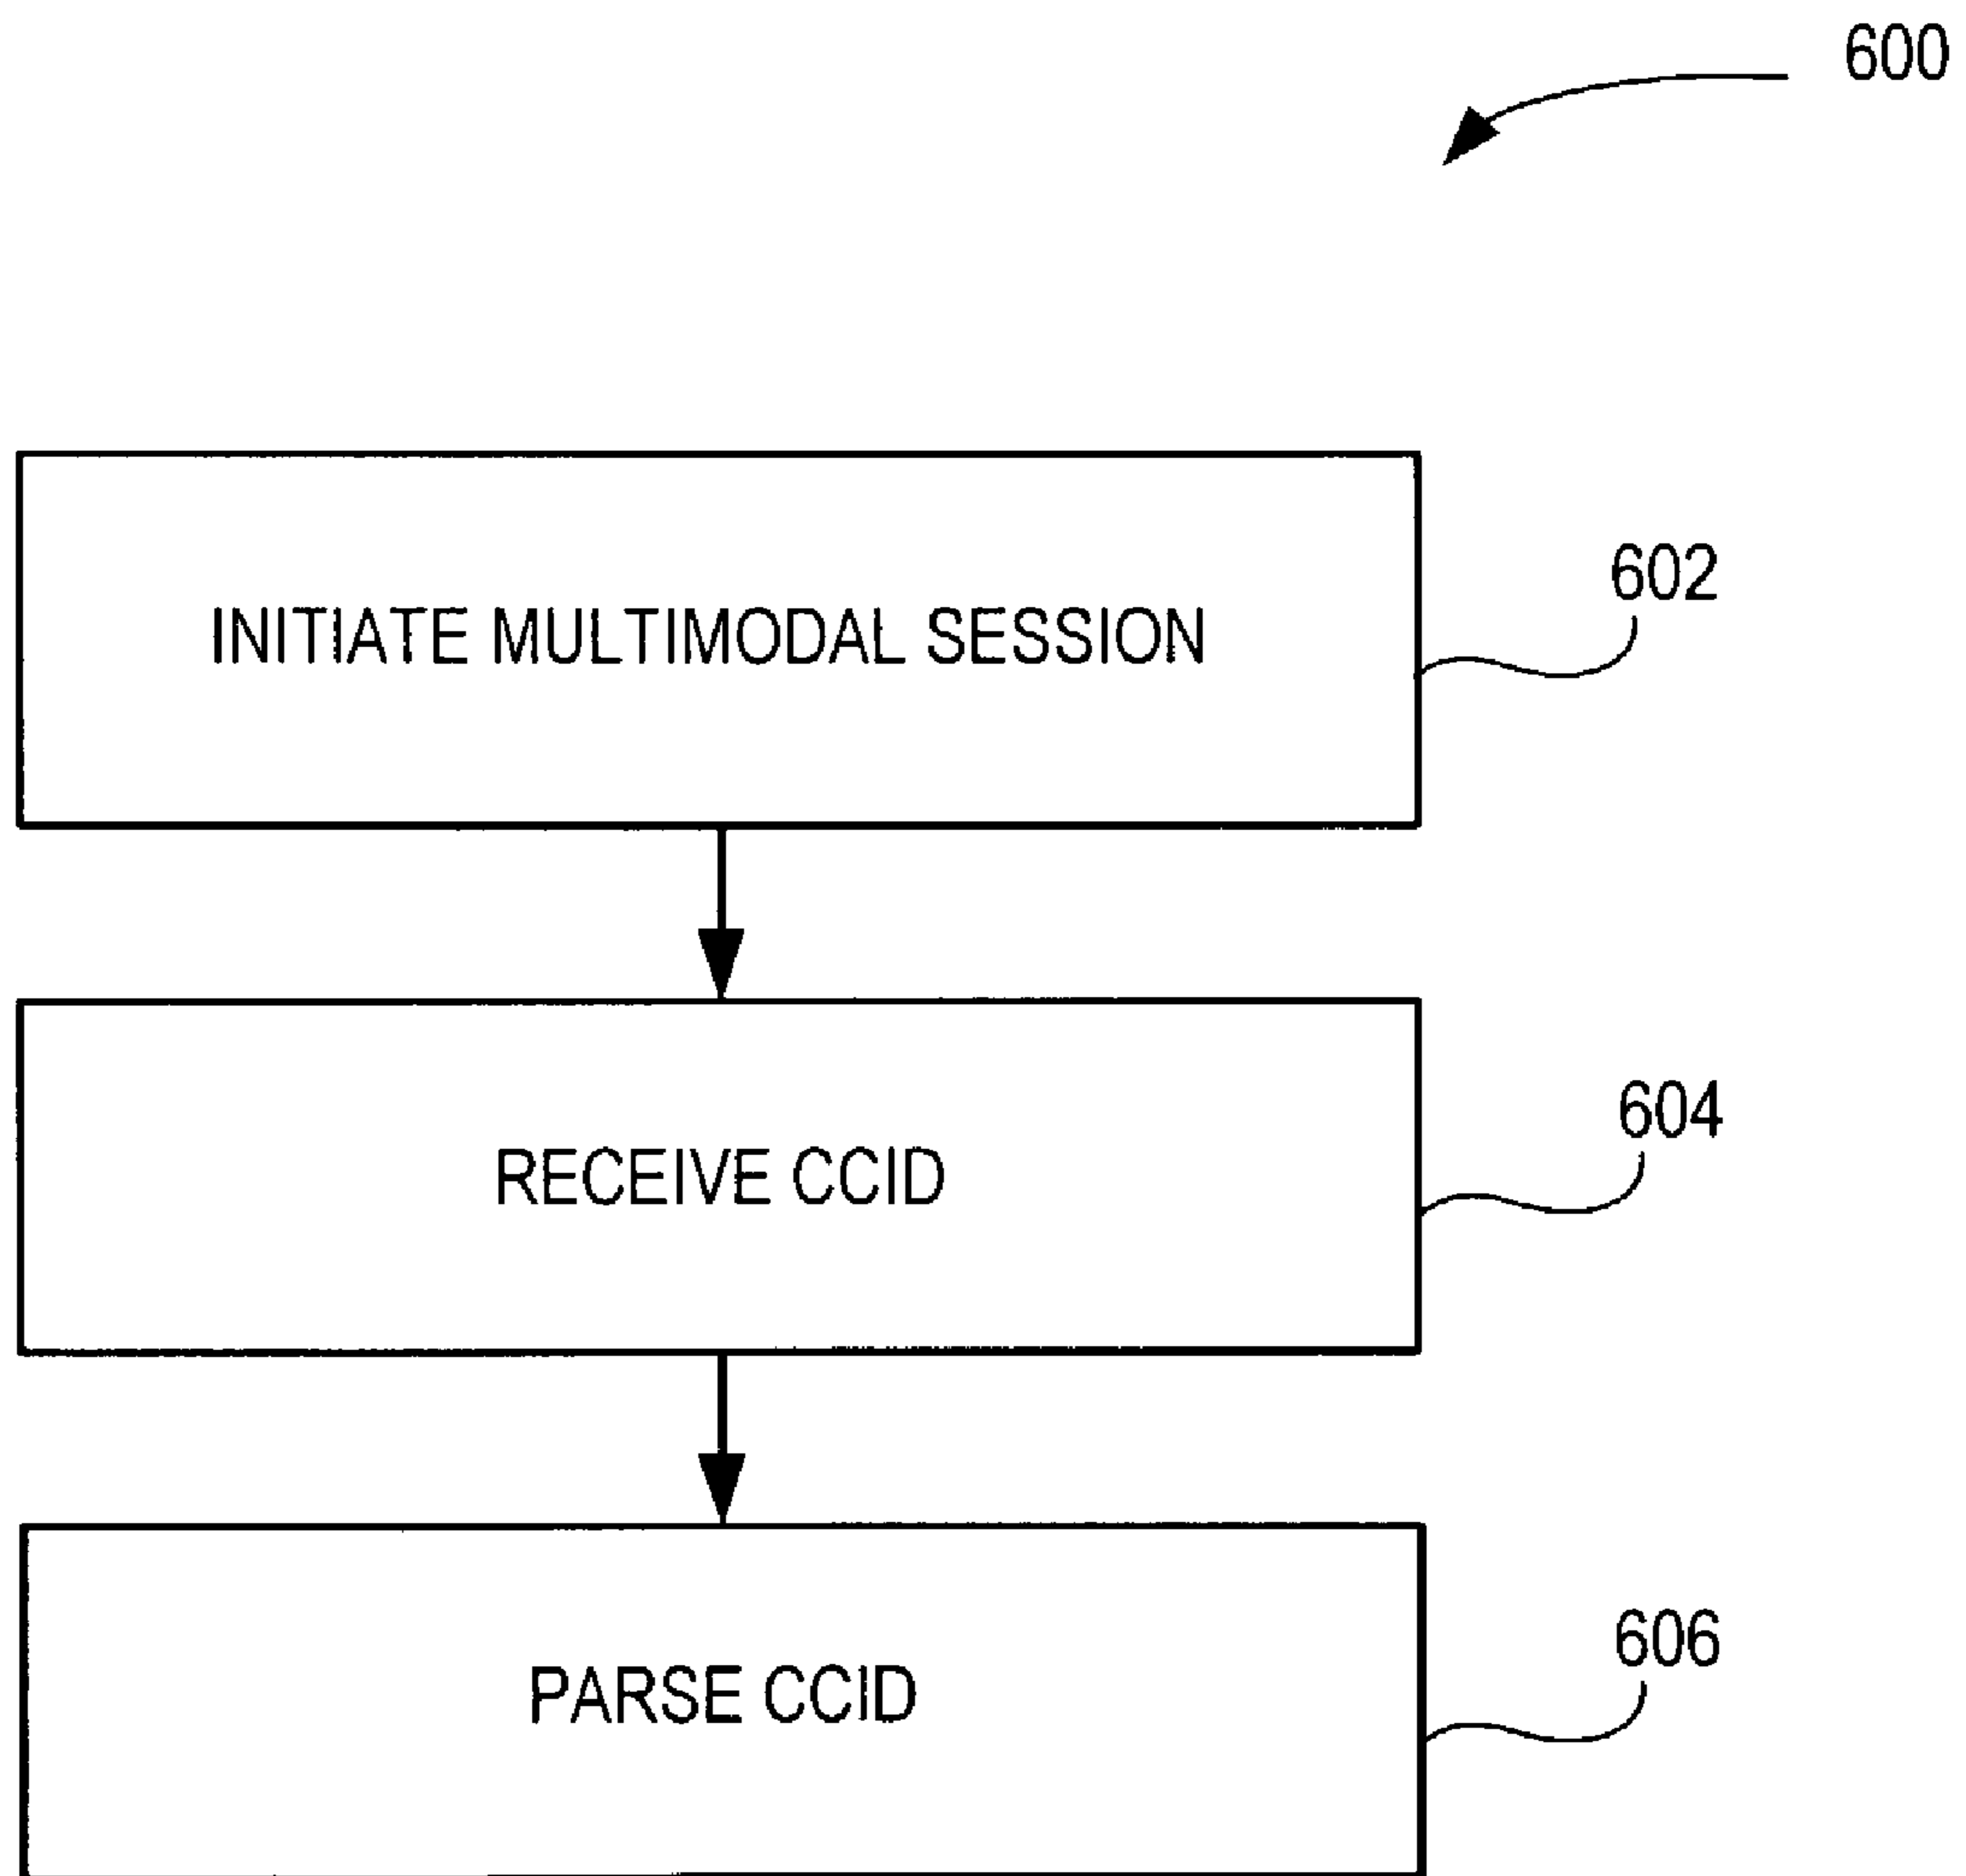 600
INITIATE MULTIMODAL SESSION
602
RECEIVE CCID
604
PARSE CCID
606